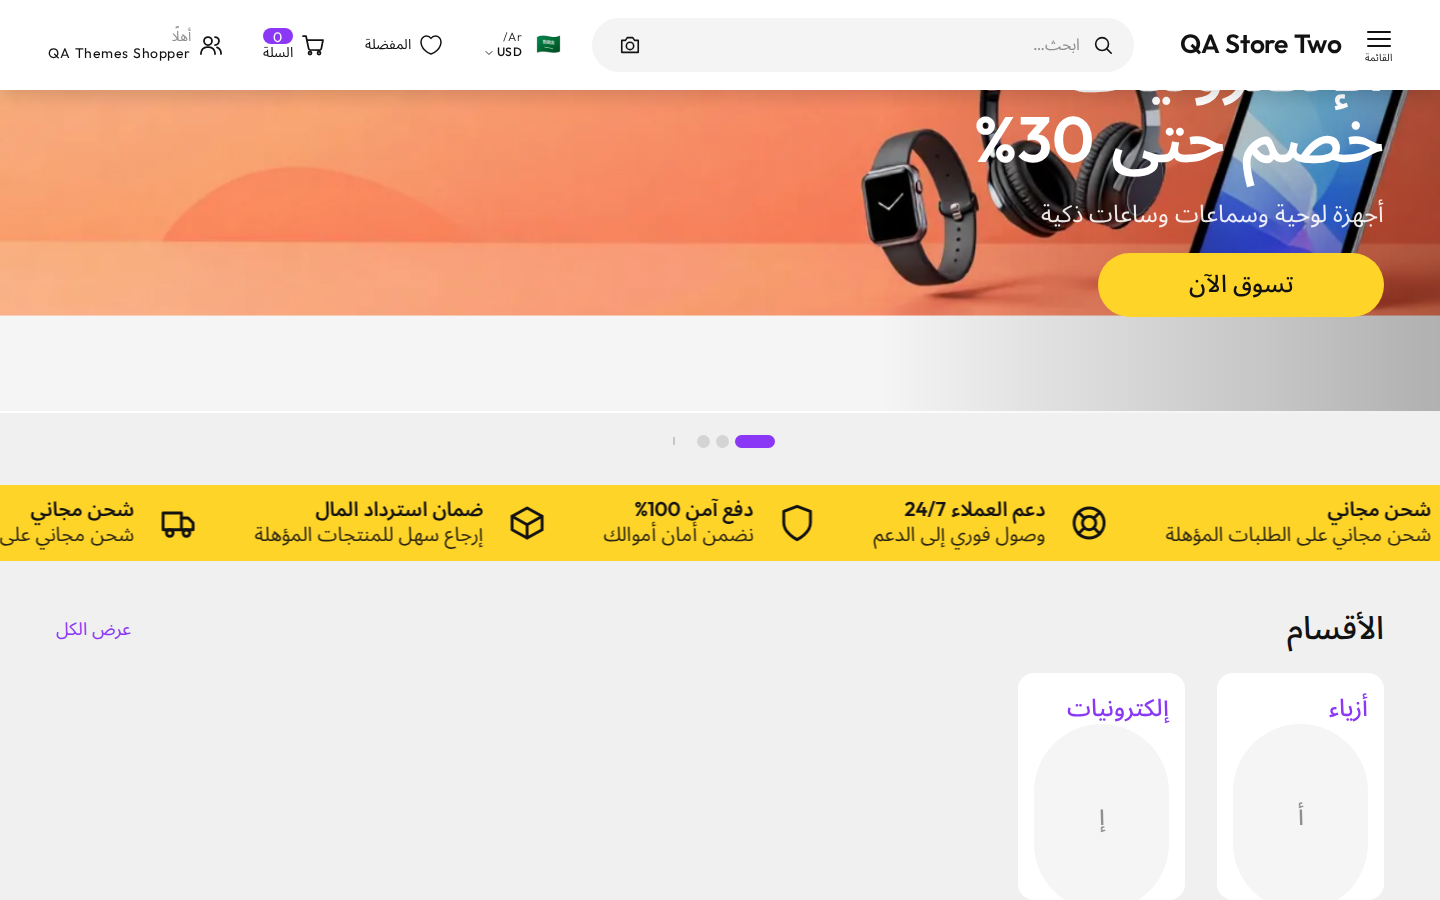 القائمة
QA Store Two
ابحث...
Ar/
USD
المفضلة
0
السلة
أهلًا
QA Themes Shopper
خصم حتى 30%
أجهزة لوحية وسماعات وساعات ذكية
تسوق الآن
شحن مجاني
شحن مجاني على الطلبات المؤهلة
دعم العملاء 24/7
وصول فوري إلى الدعم
دفع آمن 100%
نضمن أمان أموالك
ضمان استرداد المال
إرجاع سهل للمنتجات المؤهلة
شحن مجاني
شحن مجاني على
الأقسام
عرض الكل
أزياء
أ
إلكترونيات
إ